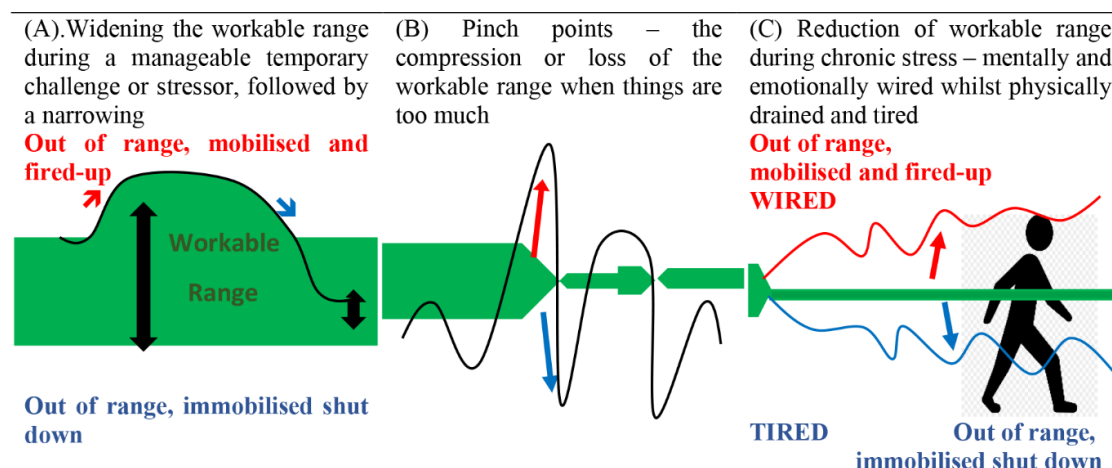 (A).Widening the workable range
during a manageable temporary
challenge or stressor, followed by
a narrowing
Out of range, mobilised and
fired-up
Workable
Range
Out of range, immobilised shut
down
(B) Pinch points – the
compression or loss of the
workable range when things are
too much
(C) Reduction of workable range
during chronic stress – mentally and
emotionally wired whilst physically
drained and tired
Out of range,
mobilised and fired-up
WIRED
TIRED
Out of range,
immobilised shut down